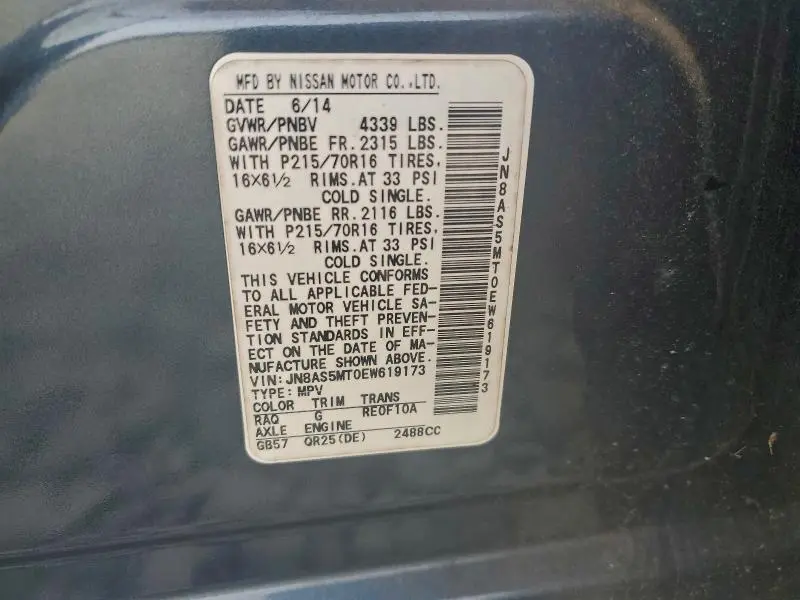 MFD BY NISSAN MOTOR CO.,LTD.
DATE 6/14
GVWR/PNBV 4339 LBS.
GAWR/PNBE FR. 2315 LBS.
WITH P215/70R16 TIRES,
16X6½ RIMS. AT 33 PSI
COLD SINGLE.
GAWR/PNBE RR. 2116 LBS.
WITH P215/70R16 TIRES,
16X6½ RIMS. AT 33 PSI
COLD SINGLE.
THIS VEHICLE CONFORMS
TO ALL APPLICABLE FED-
ERAL MOTOR VEHICLE SA-
FETY AND THEFT PREVEN-
TION STANDARDS IN EFF-
ECT ON THE DATE OF MA-
NUFACTURE SHOWN ABOVE.
VIN: JN8AS5MT0EW619173
TYPE: MPV
COLOR TRIM TRANS
RAQ G RE0F10A
AXLE ENGINE
GB57 QR25(DE) 2488CC
JN8AS5MT0EW619173